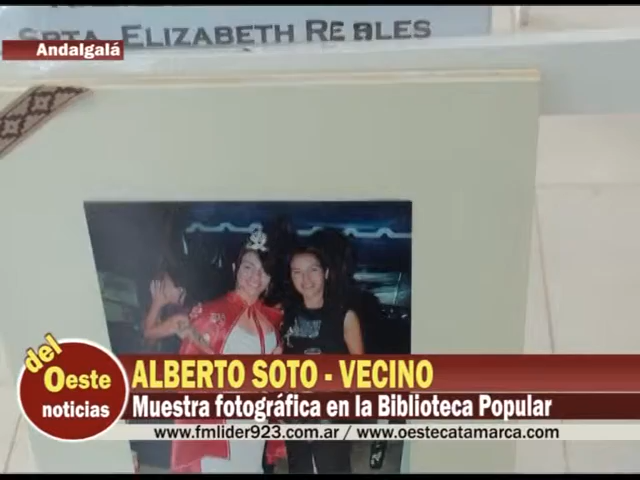 SRTA. ELIZABETH REALES
Andalgalá
del
Oeste
noticias
ALBERTO SOTO - VECINO
Muestra fotográfica en la Biblioteca Popular
www.fmlider923.com.ar / www.oestecatamarca.com